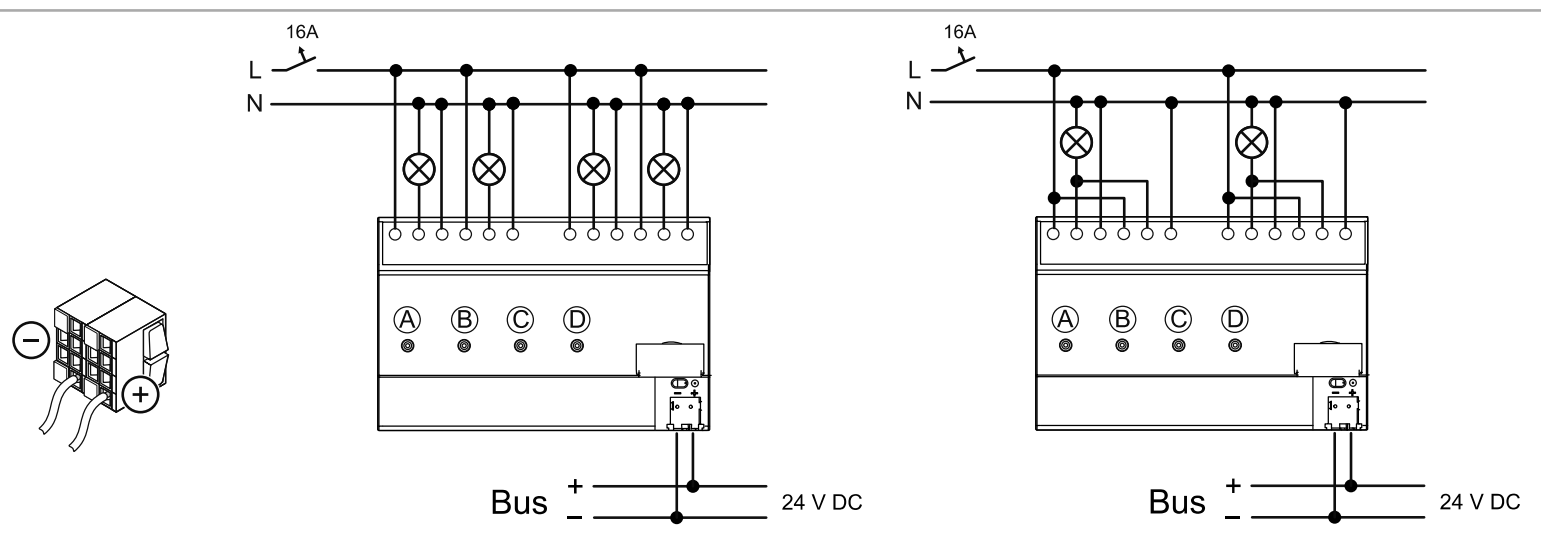 16A
L
N
A B C D
− +
Bus + 24 V DC
−
16A
L
N
A B C D
− +
Bus + 24 V DC
−
−
+